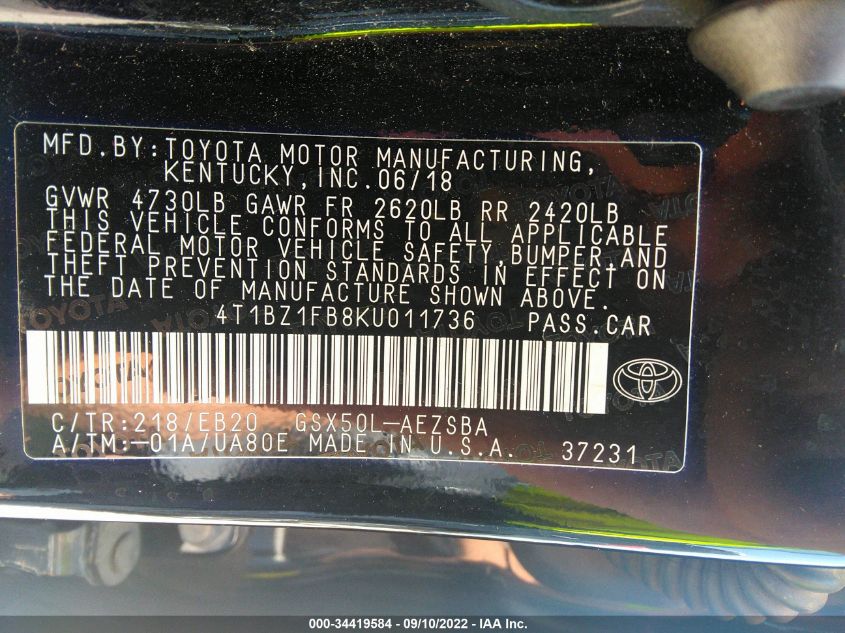 MFD.BY:TOYOTA MOTOR MANUFACTURING,
KENTUCKY,INC.06/18
GVWR 4730LB GAWR FR 2620LB RR 2420LB
THIS VEHICLE CONFORMS TO ALL APPLICABLE
FEDERAL MOTOR VEHICLE SAFETY,BUMPER,AND
THEFT PREVENTION STANDARDS IN EFFECT ON
THE DATE OF MANUFACTURE SHOWN ABOVE.
4T1BZ1FB8KU011736 PASS.CAR
C/TR:218/EB20 GSX50L-AEZSBA
A/TM:-01A/UA80E MADE IN U.S.A. 37231
000-34419584 - 09/10/2022 - IAA Inc.